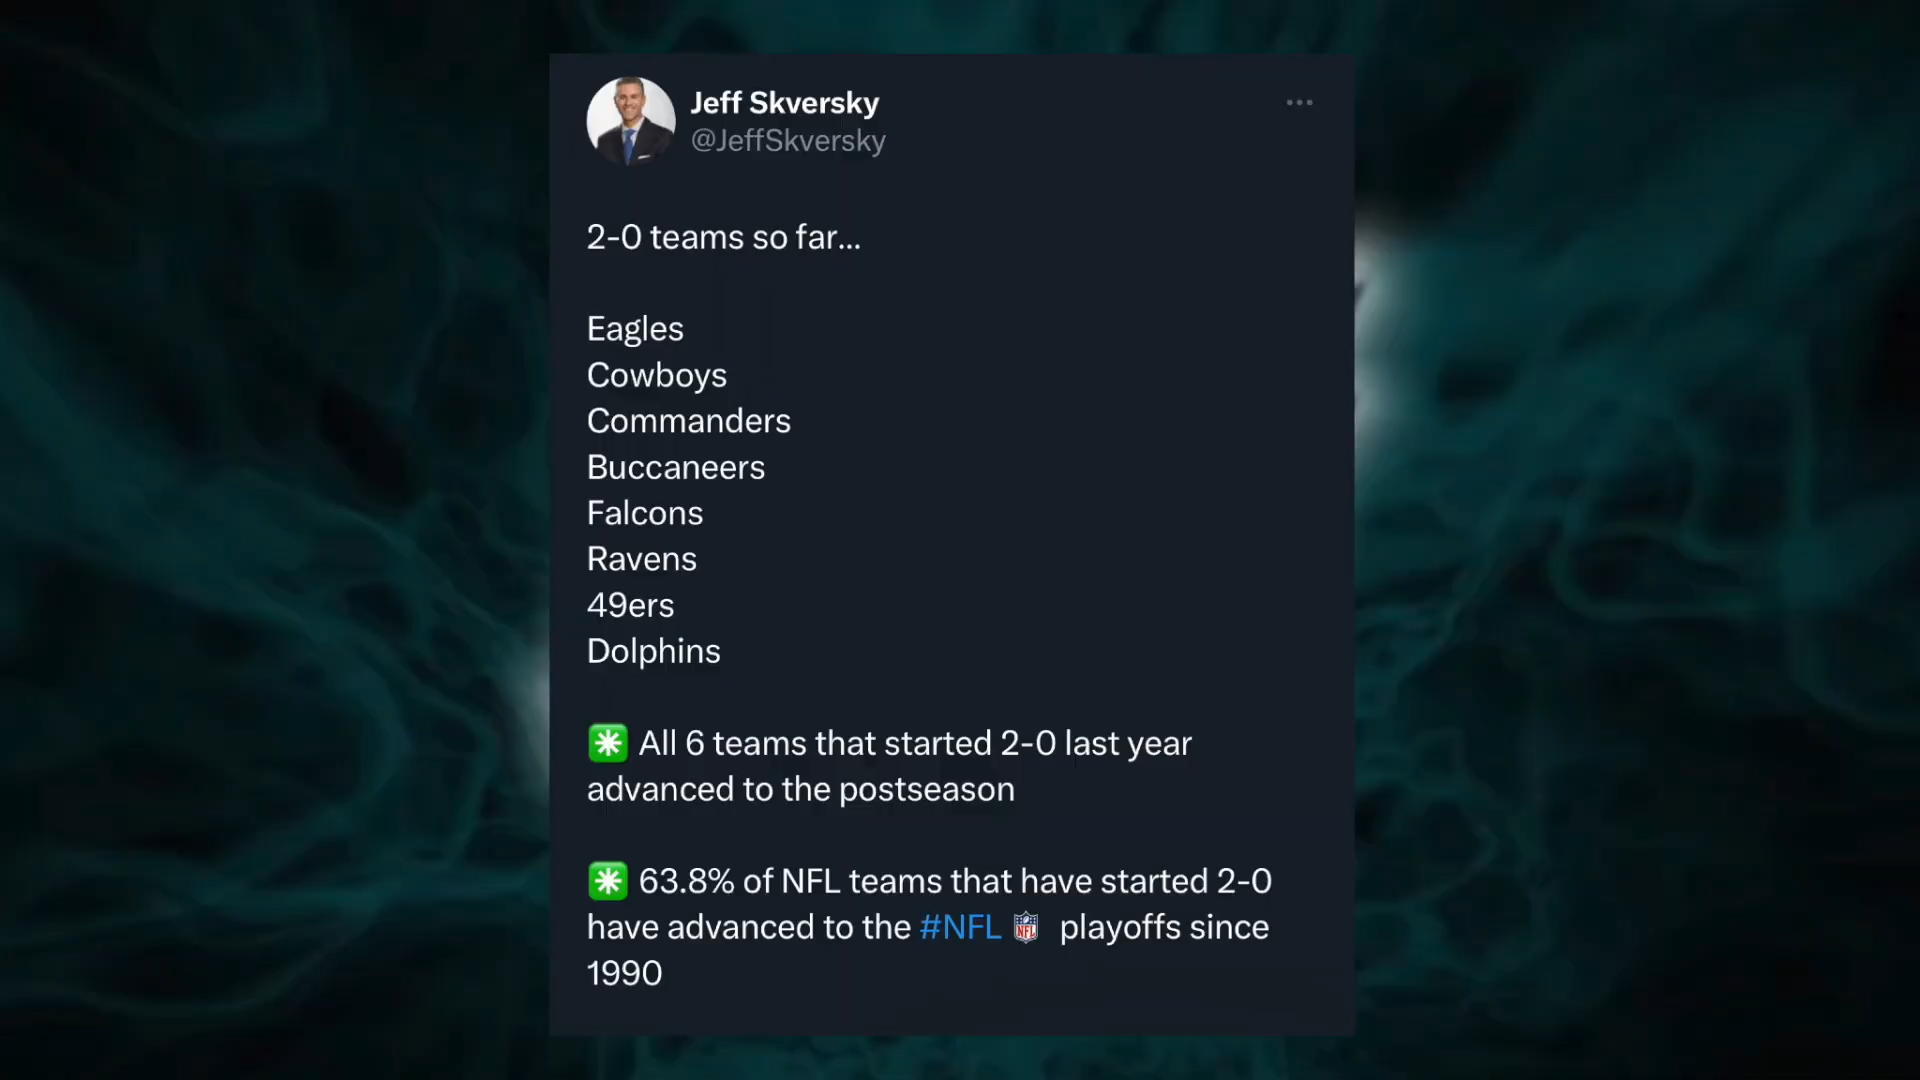 Jeff Skversky
@JeffSkversky
2-0 teams so far...
Eagles
Cowboys
Commanders
Buccaneers
Falcons
Ravens
49ers
Dolphins
✳️ All 6 teams that started 2-0 last year
advanced to the postseason
✳️ 63.8% of NFL teams that have started 2-0
have advanced to the #NFL NFL playoffs since
1990